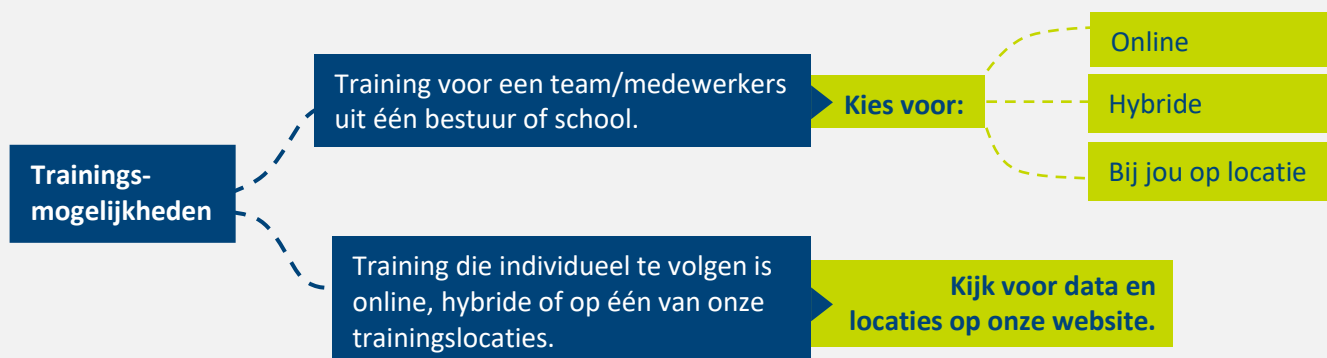 Trainings-
mogelijkheden
Training voor een team/medewerkers
uit één bestuur of school.
Kies voor:
Online
Hybride
Bij jou op locatie
Training die individueel te volgen is
online, hybride of op één van onze
trainingslocaties.
Kijk voor data en
locaties op onze website.